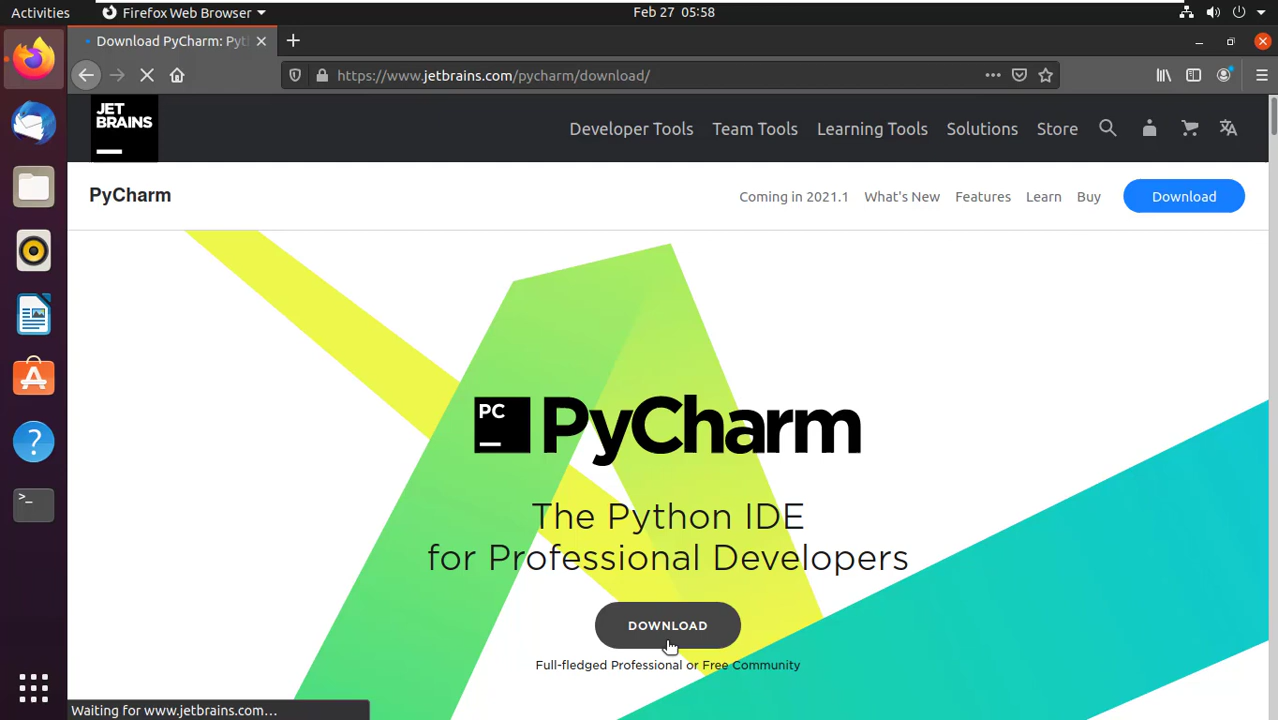 Activities
Firefox Web Browser
Feb 27 05:58
Download PyCharm: Pyt
https://www.jetbrains.com/pycharm/download/
JET
BRAINS
Developer Tools
Team Tools
Learning Tools
Solutions
Store
PyCharm
Coming in 2021.1
What's New
Features
Learn
Buy
Download
PC
PyCharm
The Python IDE
for Professional Developers
DOWNLOAD
Full-fledged Professional or Free Community
Waiting for www.jetbrains.com…